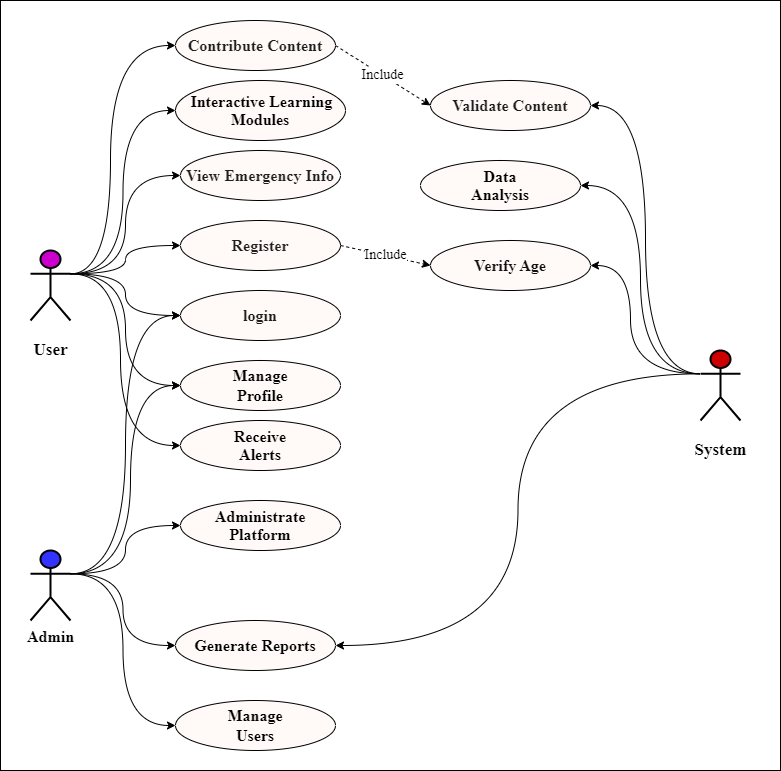 Contribute Content
Include
Interactive Learning
Modules
Validate Content
View Emergency Info
Data
Analysis
Register
Include
Verify Age
login
User
Manage
Profile
System
Receive
Alerts
Administrate
Platform
Admin
Generate Reports
Manage
Users